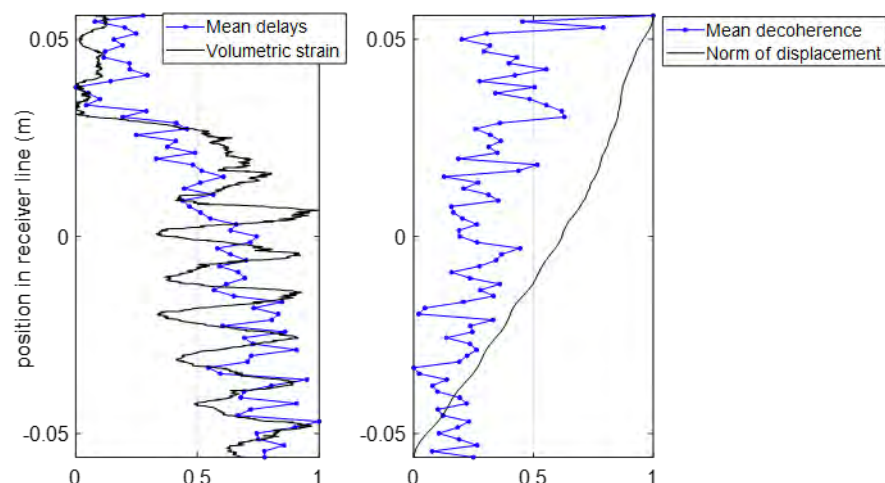 Mean delays
Volumetric strain
Mean decoherence
Norm of displacement
position in receiver line (m)
0.05
0
-0.05
0
0.5
1
0.05
0
-0.05
0
0.5
1